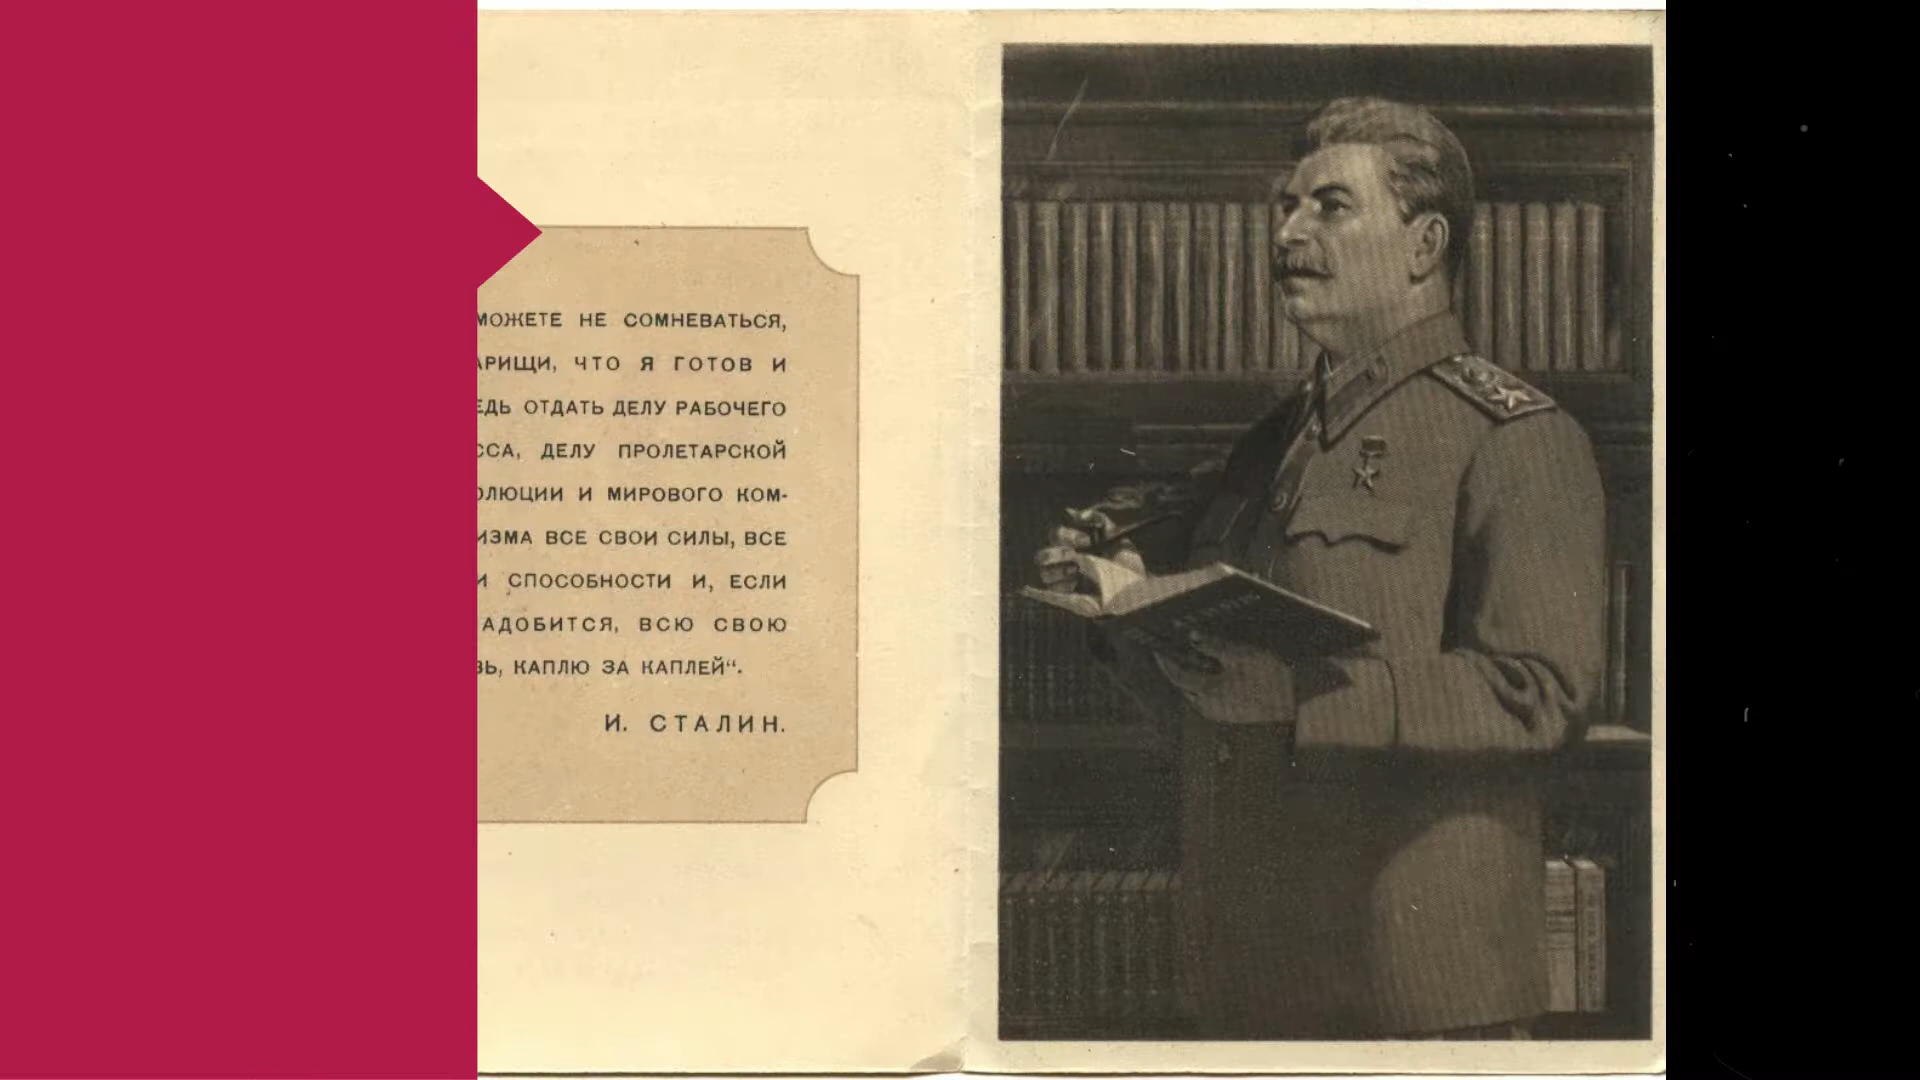 МОЖЕТЕ НЕ СОМНЕВАТЬСЯ,
АРИЩИ, ЧТО Я ГОТОВ И
ЕДЬ ОТДАТЬ ДЕЛУ РАБОЧЕГО
ССА, ДЕЛУ ПРОЛЕТАРСКОЙ
ОЛЮЦИИ И МИРОВОГО КОМ-
ИЗМА ВСЕ СВОИ СИЛЫ, ВСЕ
И СПОСОБНОСТИ И, ЕСЛИ
АДОБИТСЯ, ВСЮ СВОЮ
ВЬ, КАПЛЮ ЗА КАПЛЕЙ“.
И. СТАЛИН.